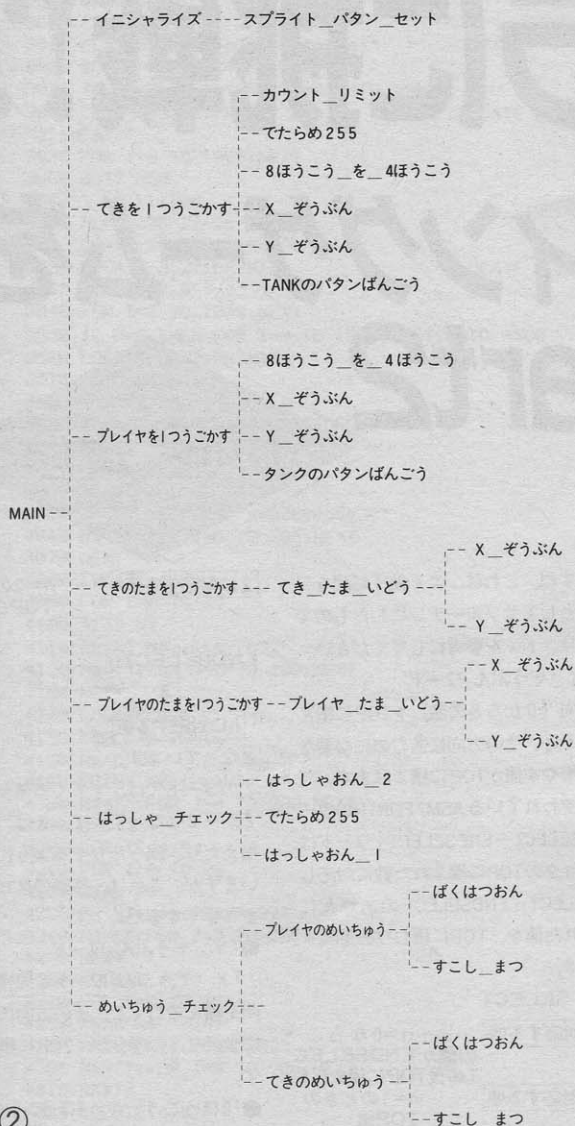 イニシャライズ スプライト＿パタン＿セット
カウント＿リミット
でたらめ255
8ほうこう＿を＿4ほうこう
てきを1つうごかす X＿ぞうぶん
Y＿ぞうぶん
TANKのパタンばんごう
8ほうこう＿を＿4ほうこう
X＿ぞうぶん
プレイヤを1つうごかす Y＿ぞうぶん
タンクのパタンばんごう
MAIN
X＿ぞうぶん
てきのたまを1つうごかす てき＿たま＿いどう
Y＿ぞうぶん
X＿ぞうぶん
プレイヤのたまを1つうごかす プレイヤ＿たま＿いどう
Y＿ぞうぶん
はっしゃおん＿2
はっしゃ＿チェック でたらめ255
はっしゃおん＿1
ばくはつおん
プレイヤのめいちゅう
すこし＿まつ
めいちゅう＿チェック
ばくはつおん
てきのめいちゅう
すこし＿まつ
②